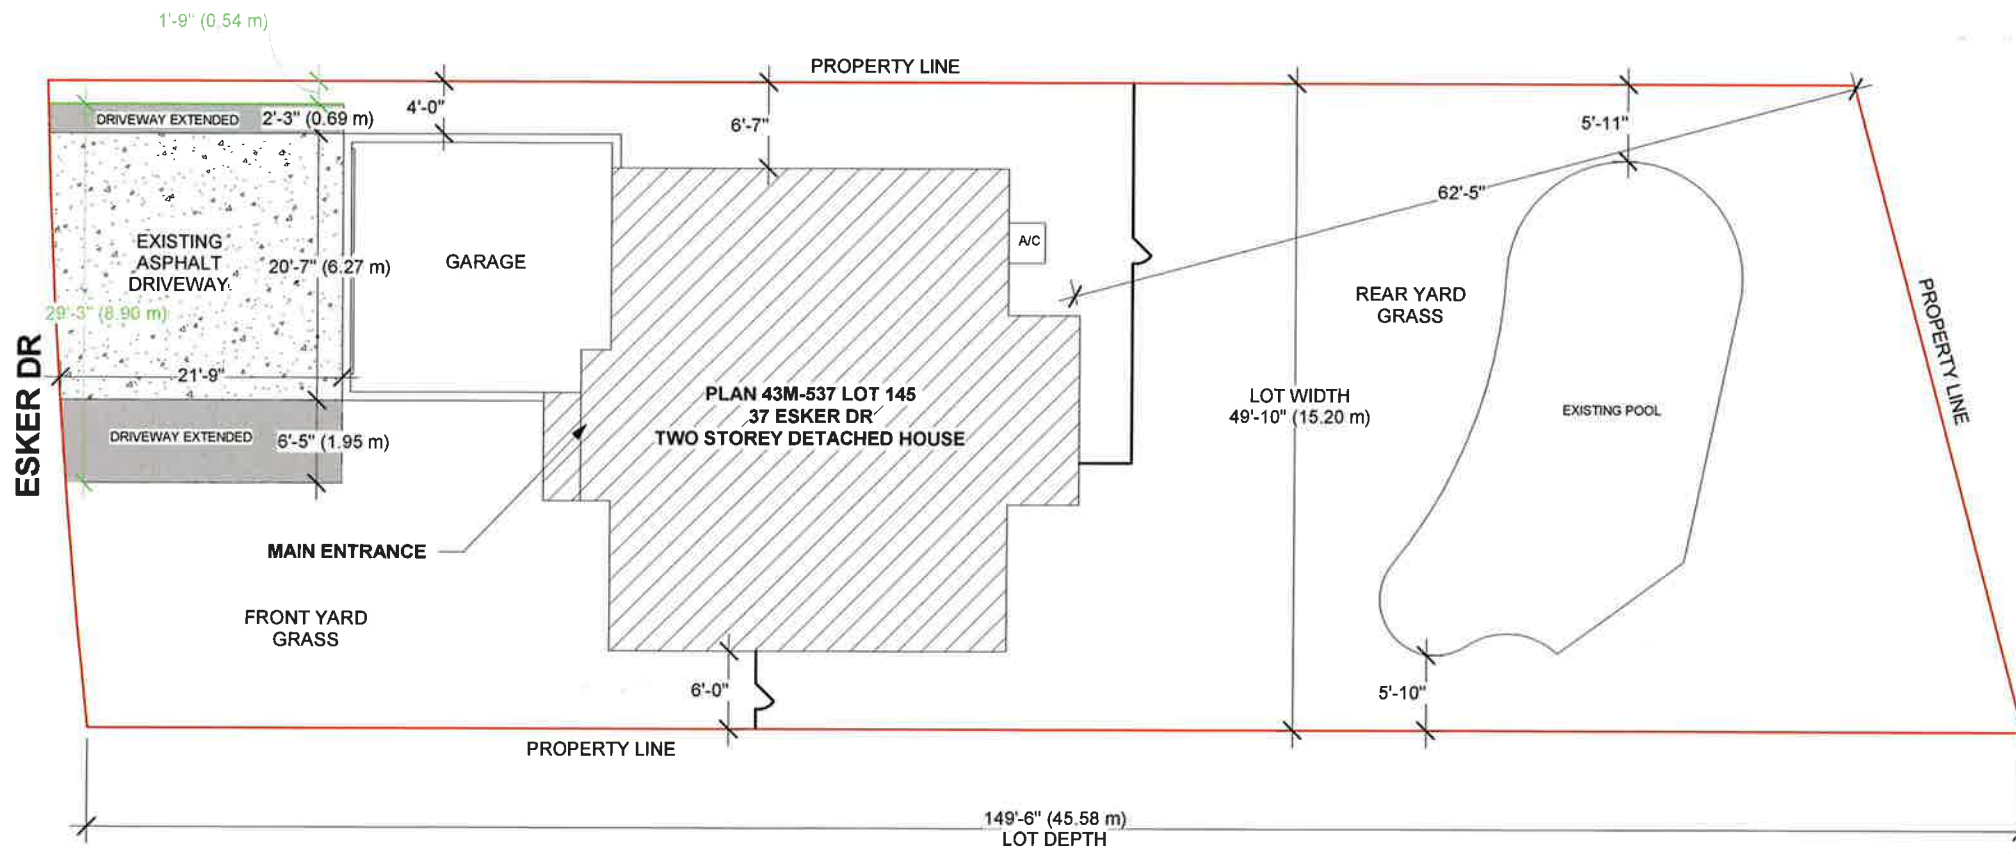 1'-9" (0.54 m)
PROPERTY LINE
DRIVEWAY EXTENDED
2'-3" (0.69 m)
4'-0"
6'-7"
5'-11"
62'-5"
A/C
EXISTING
ASPHALT
DRIVEWAY
20'-7" (6.27 m)
GARAGE
29'-3" (8.90 m)
REAR YARD
GRASS
PROPERTY LINE
ESKER DR
21'-9"
PLAN 43M-537 LOT 145
37 ESKER DR
TWO STOREY DETACHED HOUSE
LOT WIDTH
49'-10" (15.20 m)
EXISTING POOL
DRIVEWAY EXTENDED
6'-5" (1.95 m)
MAIN ENTRANCE
FRONT YARD
GRASS
6'-0"
5'-10"
PROPERTY LINE
149'-6" (45.58 m)
LOT DEPTH